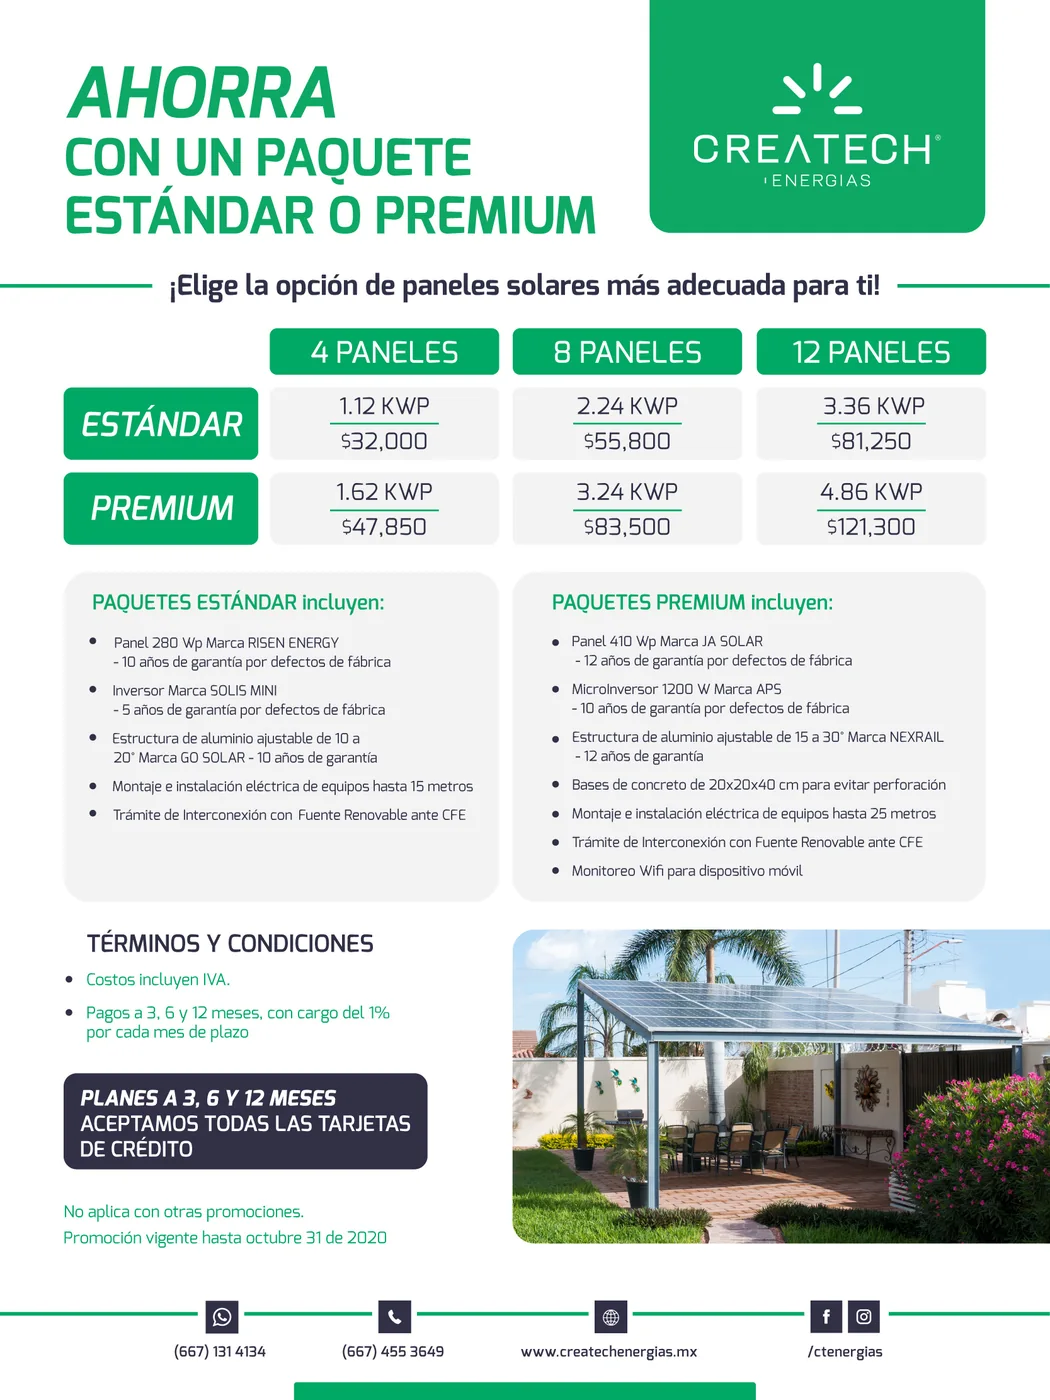 AHORRA
CON UN PAQUETE
ESTÁNDAR O PREMIUM
CREATECH®
ENERGIAS
¡Elige la opción de paneles solares más adecuada para ti!
4 PANELES
8 PANELES
12 PANELES
ESTÁNDAR
1.12 KWP
$32,000
2.24 KWP
$55,800
3.36 KWP
$81,250
PREMIUM
1.62 KWP
$47,850
3.24 KWP
$83,500
4.86 KWP
$121,300
PAQUETES ESTÁNDAR incluyen:
• Panel 280 Wp Marca RISEN ENERGY
- 10 años de garantía por defectos de fábrica
• Inversor Marca SOLIS MINI
- 5 años de garantía por defectos de fábrica
• Estructura de aluminio ajustable de 10 a
20° Marca GO SOLAR - 10 años de garantía
• Montaje e instalación eléctrica de equipos hasta 15 metros
• Trámite de Interconexión con Fuente Renovable ante CFE
PAQUETES PREMIUM incluyen:
• Panel 410 Wp Marca JA SOLAR
- 12 años de garantía por defectos de fábrica
• MicroInversor 1200 W Marca APS
- 10 años de garantía por defectos de fábrica
• Estructura de aluminio ajustable de 15 a 30° Marca NEXRAIL
- 12 años de garantía
• Bases de concreto de 20x20x40 cm para evitar perforación
• Montaje e instalación eléctrica de equipos hasta 25 metros
• Trámite de Interconexión con Fuente Renovable ante CFE
• Monitoreo Wifi para dispositivo móvil
TÉRMINOS Y CONDICIONES
• Costos incluyen IVA.
• Pagos a 3, 6 y 12 meses, con cargo del 1%
por cada mes de plazo
PLANES A 3, 6 Y 12 MESES
ACEPTAMOS TODAS LAS TARJETAS
DE CRÉDITO
No aplica con otras promociones.
Promoción vigente hasta octubre 31 de 2020
(667) 131 4134
(667) 455 3649
www.createchenergias.mx
/ctenergias